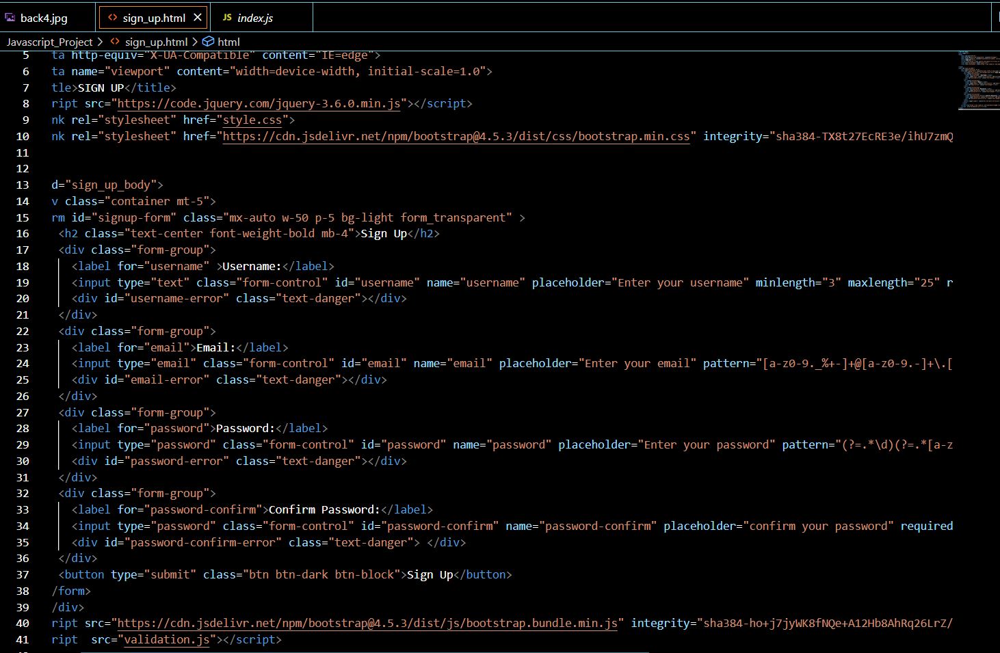 back4.jpg
<> sign_up.html ×
JS index.js
Javascript_Project > <> sign_up.html > html
5 ta http-equiv="X-UA-Compatible" content="IE=edge">
6 ta name="viewport" content="width=device-width, initial-scale=1.0">
7 tle>SIGN UP</title>
8 ript src="https://code.jquery.com/jquery-3.6.0.min.js"></script>
9 nk rel="stylesheet" href="style.css">
10 nk rel="stylesheet" href="https://cdn.jsdelivr.net/npm/bootstrap@4.5.3/dist/css/bootstrap.min.css" integrity="sha384-TX8t27EcRE3e/ihU7zmQ
11
12
13 d="sign_up_body">
14 v class="container mt-5">
15 rm id="signup-form" class="mx-auto w-50 p-5 bg-light form_transparent" >
16 <h2 class="text-center font-weight-bold mb-4">Sign Up</h2>
17 <div class="form-group">
18 <label for="username" >Username:</label>
19 <input type="text" class="form-control" id="username" name="username" placeholder="Enter your username" minlength="3" maxlength="25" r
20 <div id="username-error" class="text-danger"></div>
21 </div>
22 <div class="form-group">
23 <label for="email">Email:</label>
24 <input type="email" class="form-control" id="email" name="email" placeholder="Enter your email" pattern="[a-z0-9._%+-]+@[a-z0-9.-]+\.[
25 <div id="email-error" class="text-danger"></div>
26 </div>
27 <div class="form-group">
28 <label for="password">Password:</label>
29 <input type="password" class="form-control" id="password" name="password" placeholder="Enter your password" pattern="(?=.*\d)(?=.*[a-z
30 <div id="password-error" class="text-danger"></div>
31 </div>
32 <div class="form-group">
33 <label for="password-confirm">Confirm Password:</label>
34 <input type="password" class="form-control" id="password-confirm" name="password-confirm" placeholder="confirm your password" required
35 <div id="password-confirm-error" class="text-danger"> </div>
36 </div>
37 <button type="submit" class="btn btn-dark btn-block">Sign Up</button>
38 /form>
39 /div>
40 ript src="https://cdn.jsdelivr.net/npm/bootstrap@4.5.3/dist/js/bootstrap.bundle.min.js" integrity="sha384-ho+j7jyWK8fNQe+A12Hb8AhRq26LrZ/
41 ript  src="validation.js"></script>